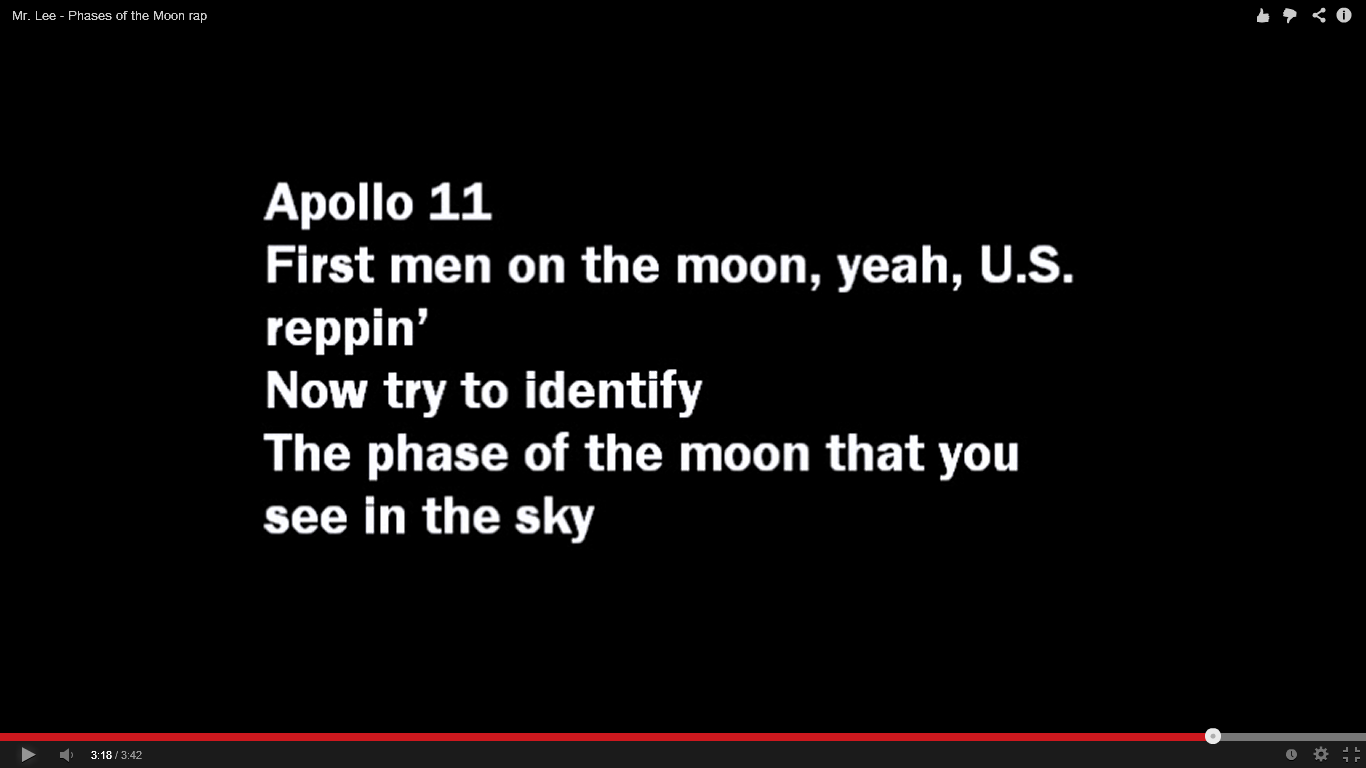 Mr. Lee - Phases of the Moon rap
Apollo 11
First men on the moon, yeah, U.S.
reppin’
Now try to identify
The phase of the moon that you
see in the sky
3:18 / 3:42